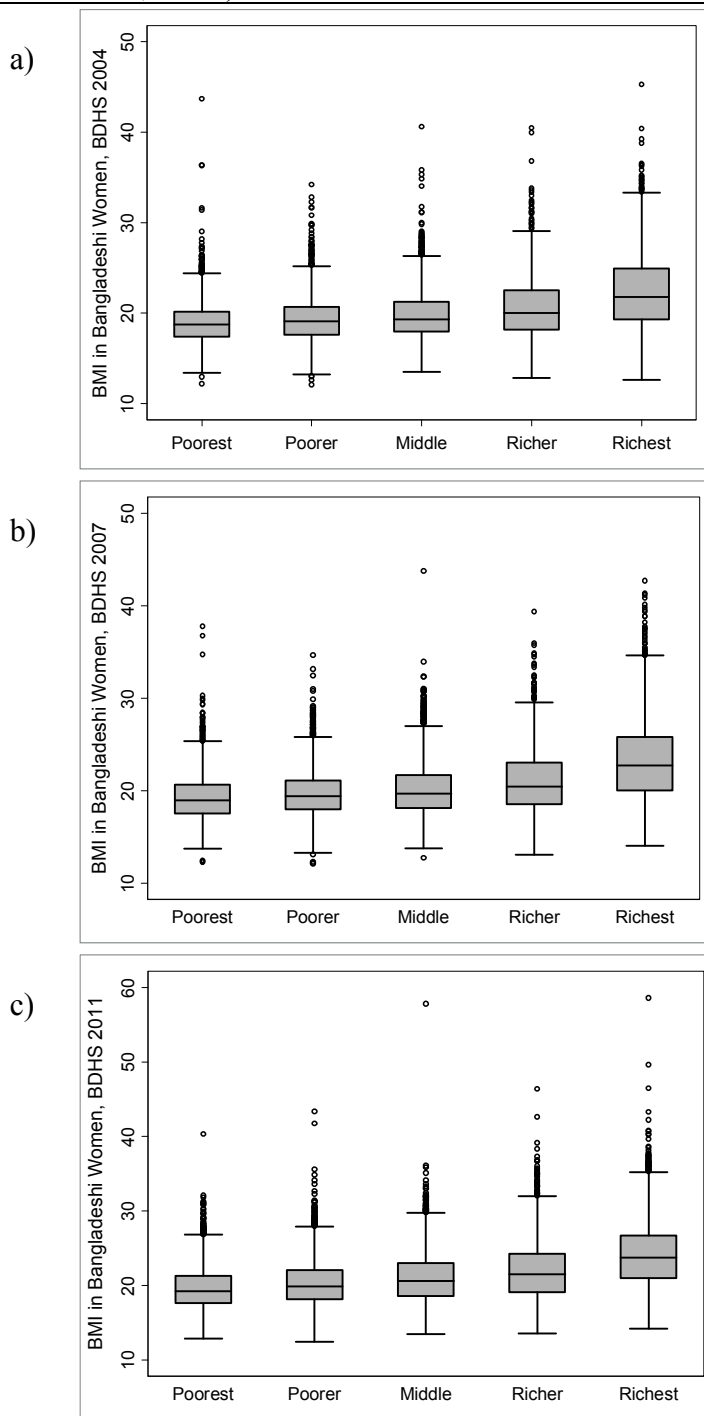 a)
BMI in Bangladeshi Women, BDHS 2004
50
40
30
20
10
Poorest Poorer Middle Richer Richest
b)
BMI in Bangladeshi Women, BDHS 2007
50
40
30
20
10
Poorest Poorer Middle Richer Richest
c)
BMI in Bangladeshi Women, BDHS 2011
60
50
40
30
20
10
Poorest Poorer Middle Richer Richest